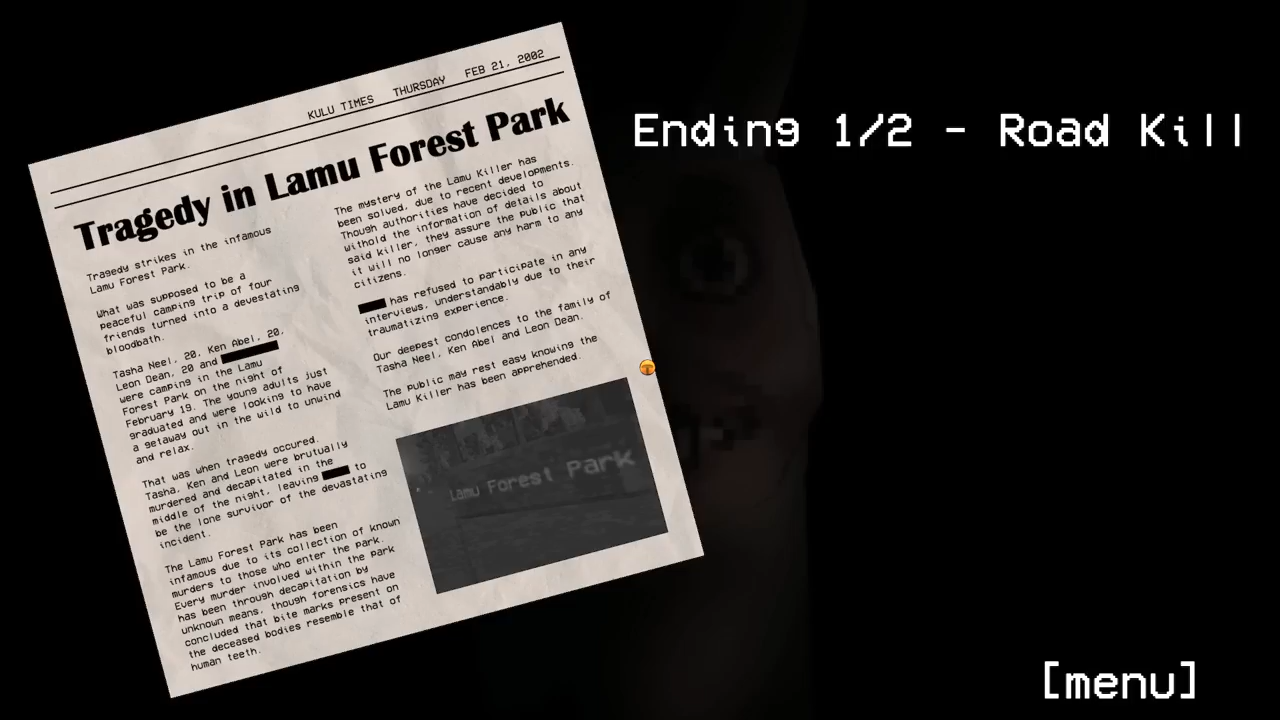 KULU TIMES THURSDAY FEB 21, 2002
Tragedy in Lamu Forest Park
Tragedy strikes in the infamous
Lamu Forest Park.
What was supposed to be a
peaceful camping trip of four
friends turned into a devastating
bloodbath.
Tasha Neel, 20, Ken Abel, 20,
Leon Dean, 20 and
were camping in the Lamu
Forest Park on the night of
February 19. The young adults just
graduated and were looking to have
a getaway out in the wild to unwind
and relax.
That was when tragedy occured.
Tasha, Ken and Leon were brutually
murdered and decapitated in the
middle of the night, leaving to
be the lone survivor of the devastating
incident.
The Lamu Forest Park has been
infamous due to its collection of known
murders to those who enter the park.
Every murder involved within the park
has been through decapitation by
unknown means, though forensics have
concluded that bite marks present on
the deceased bodies resemble that of
human teeth.
The mystery of the Lamu Killer has
been solved, due to recent developments.
Though authorities have decided to
withold the information of details about
said killer, they assure the public that
it will no longer cause any harm to any
citizens.
has refused to participate in any
interviews, understandably due to their
traumatizing experience.
Our deepest condolences to the family of
Tasha Neel, Ken Abel and Leon Dean.
The public may rest easy knowing the
Lamu Killer has been apprehended.
Lamu Forest Park
Ending 1/2 - Road Kill
[menu]